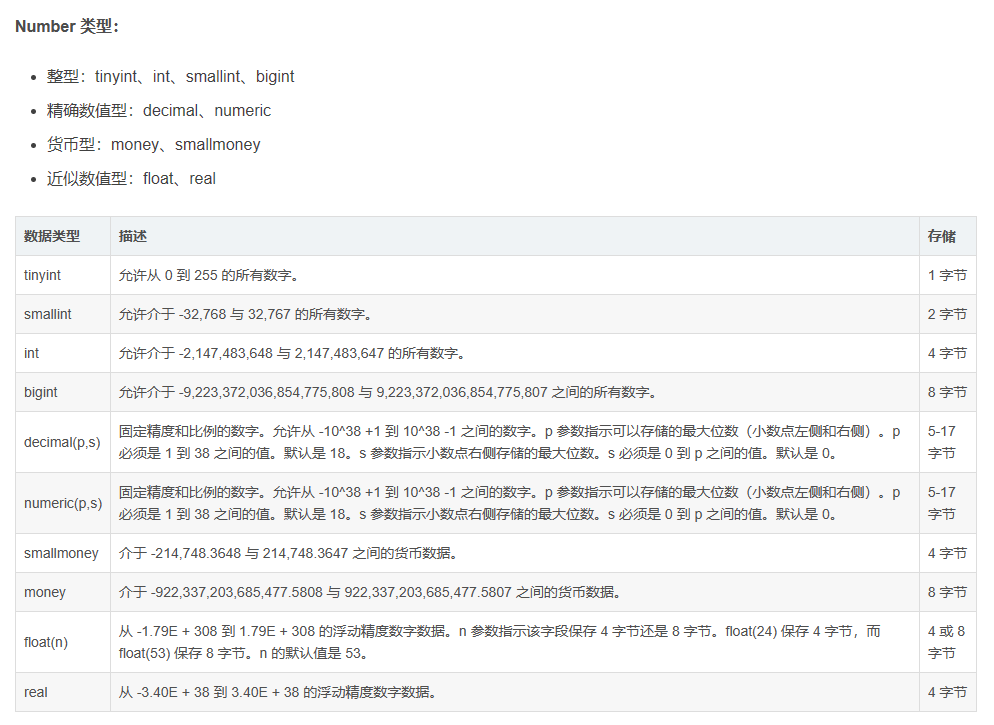 Number 类型：
整型：tinyint、int、smallint、bigint
精确数值型：decimal、numeric
货币型：money、smallmoney
近似数值型：float、real
数据类型 描述 存储
tinyint 允许从 0 到 255 的所有数字。 1 字节
smallint 允许介于 -32,768 与 32,767 的所有数字。 2 字节
int 允许介于 -2,147,483,648 与 2,147,483,647 的所有数字。 4 字节
bigint 允许介于 -9,223,372,036,854,775,808 与 9,223,372,036,854,775,807 之间的所有数字。 8 字节
decimal(p,s) 固定精度和比例的数字。允许从 -10^38 +1 到 10^38 -1 之间的数字。p 参数指示可以存储的最大位数（小数点左侧和右侧）。p 5-17
必须是 1 到 38 之间的值。默认是 18。s 参数指示小数点右侧存储的最大位数。s 必须是 0 到 p 之间的值。默认是 0。 字节
numeric(p,s) 固定精度和比例的数字。允许从 -10^38 +1 到 10^38 -1 之间的数字。p 参数指示可以存储的最大位数（小数点左侧和右侧）。p 5-17
必须是 1 到 38 之间的值。默认是 18。s 参数指示小数点右侧存储的最大位数。s 必须是 0 到 p 之间的值。默认是 0。 字节
smallmoney 介于 -214,748.3648 与 214,748.3647 之间的货币数据。 4 字节
money 介于 -922,337,203,685,477.5808 与 922,337,203,685,477.5807 之间的货币数据。 8 字节
float(n) 从 -1.79E + 308 到 1.79E + 308 的浮动精度数字数据。n 参数指示该字段保存 4 字节还是 8 字节。float(24) 保存 4 字节，而 4 或 8
float(53) 保存 8 字节。n 的默认值是 53。 字节
real 从 -3.40E + 38 到 3.40E + 38 的浮动精度数字数据。 4 字节